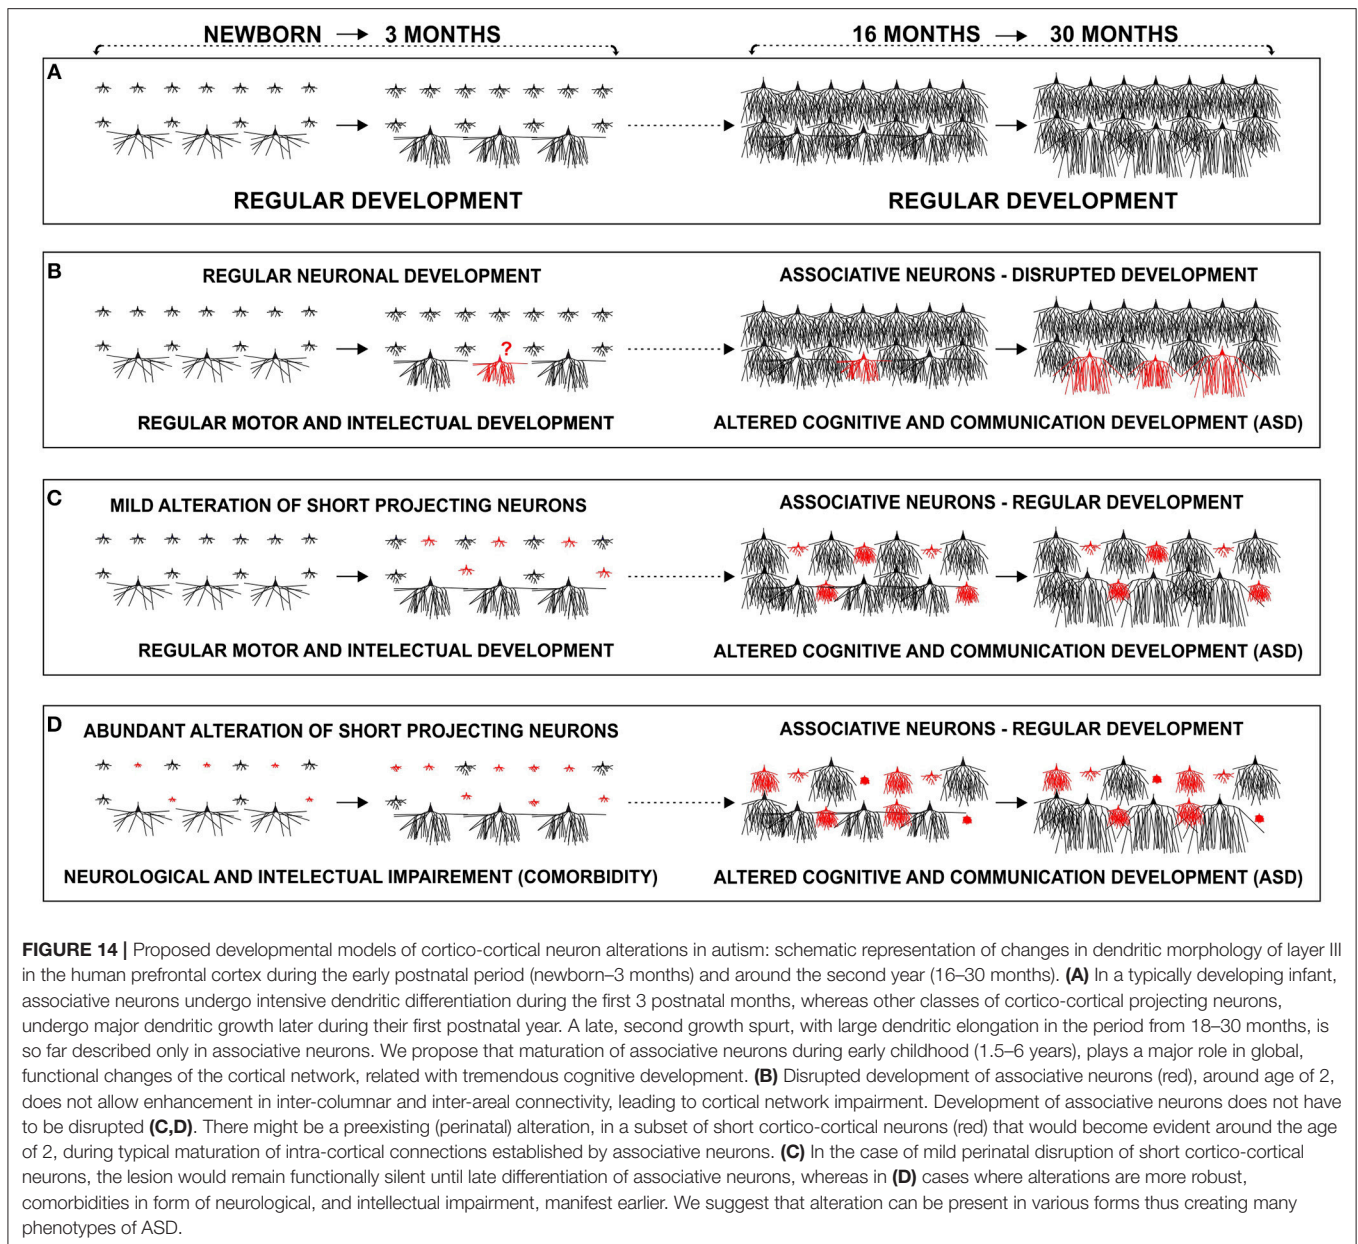 NEWBORN → 3 MONTHS
16 MONTHS → 30 MONTHS
A
REGULAR DEVELOPMENT
REGULAR DEVELOPMENT
B
REGULAR NEURONAL DEVELOPMENT
ASSOCIATIVE NEURONS - DISRUPTED DEVELOPMENT
?
REGULAR MOTOR AND INTELECTUAL DEVELOPMENT
ALTERED COGNITIVE AND COMMUNICATION DEVELOPMENT (ASD)
C
MILD ALTERATION OF SHORT PROJECTING NEURONS
ASSOCIATIVE NEURONS - REGULAR DEVELOPMENT
REGULAR MOTOR AND INTELECTUAL DEVELOPMENT
ALTERED COGNITIVE AND COMMUNICATION DEVELOPMENT (ASD)
D
ABUNDANT ALTERATION OF SHORT PROJECTING NEURONS
ASSOCIATIVE NEURONS - REGULAR DEVELOPMENT
NEUROLOGICAL AND INTELECTUAL IMPAIREMENT (COMORBIDITY)
ALTERED COGNITIVE AND COMMUNICATION DEVELOPMENT (ASD)
FIGURE 14 | Proposed developmental models of cortico-cortical neuron alterations in autism: schematic representation of changes in dendritic morphology of layer III
in the human prefrontal cortex during the early postnatal period (newborn–3 months) and around the second year (16–30 months). (A) In a typically developing infant,
associative neurons undergo intensive dendritic differentiation during the first 3 postnatal months, whereas other classes of cortico-cortical projecting neurons,
undergo major dendritic growth later during their first postnatal year. A late, second growth spurt, with large dendritic elongation in the period from 18–30 months, is
so far described only in associative neurons. We propose that maturation of associative neurons during early childhood (1.5–6 years), plays a major role in global,
functional changes of the cortical network, related with tremendous cognitive development. (B) Disrupted development of associative neurons (red), around age of 2,
does not allow enhancement in inter-columnar and inter-areal connectivity, leading to cortical network impairment. Development of associative neurons does not have
to be disrupted (C,D). There might be a preexisting (perinatal) alteration, in a subset of short cortico-cortical neurons (red) that would become evident around the age
of 2, during typical maturation of intra-cortical connections established by associative neurons. (C) In the case of mild perinatal disruption of short cortico-cortical
neurons, the lesion would remain functionally silent until late differentiation of associative neurons, whereas in (D) cases where alterations are more robust,
comorbidities in form of neurological, and intellectual impairment, manifest earlier. We suggest that alteration can be present in various forms thus creating many
phenotypes of ASD.